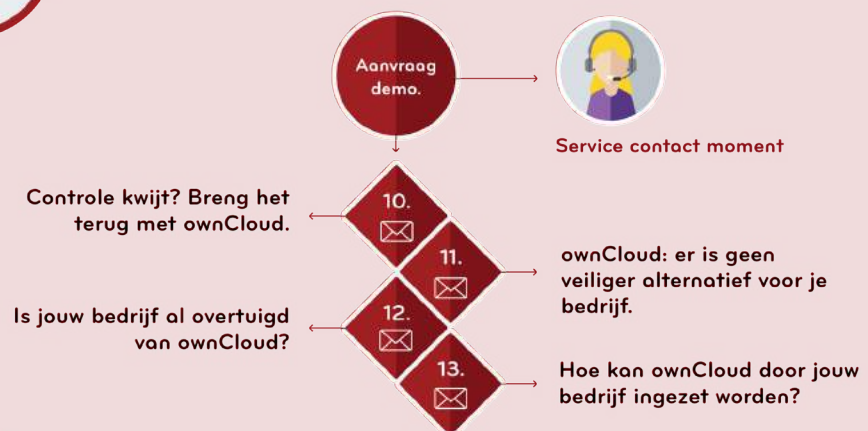 Aanvraag
demo.
Service contact moment
10.
Controle kwijt? Breng het
terug met ownCloud.
11.
ownCloud: er is geen
veiliger alternatief voor je
bedrijf.
12.
Is jouw bedrijf al overtuigd
van ownCloud?
13.
Hoe kan ownCloud door jouw
bedrijf ingezet worden?